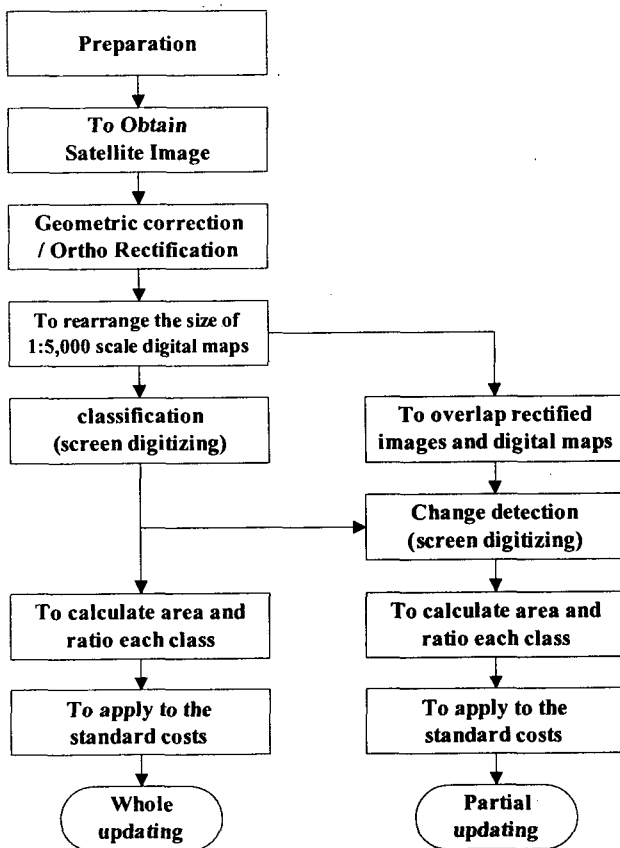 Preparation
To Obtain
Satellite Image
Geometric correction
/ Ortho Rectification
To rearrange the size of
1:5,000 scale digital maps
classification
(screen digitizing)
To overlap rectified
images and digital maps
Change detection
(screen digitizing)
To calculate area and
ratio each class
To calculate area and
ratio each class
To apply to the
standard costs
To apply to the
standard costs
Whole
updating
Partial
updating